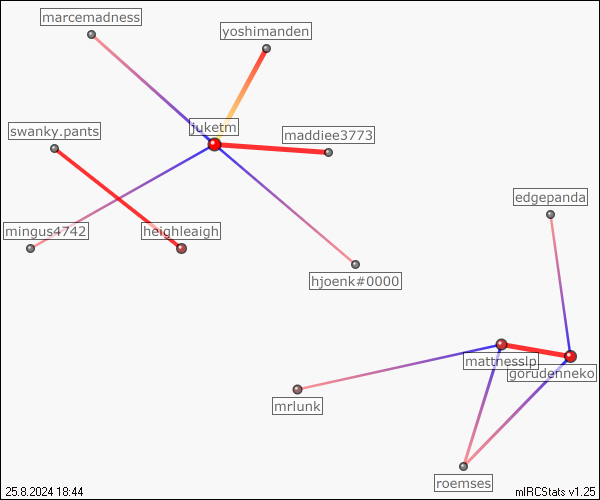 marcemadness
yoshimanden
juketm
swanky.pants
maddiee3773
edgepanda
mingus4742
heighleaigh
hjoenk#0000
mattnesslp
gorudenneko
mrlunk
roemses
25.8.2024 18:44
mIRCStats v1.25